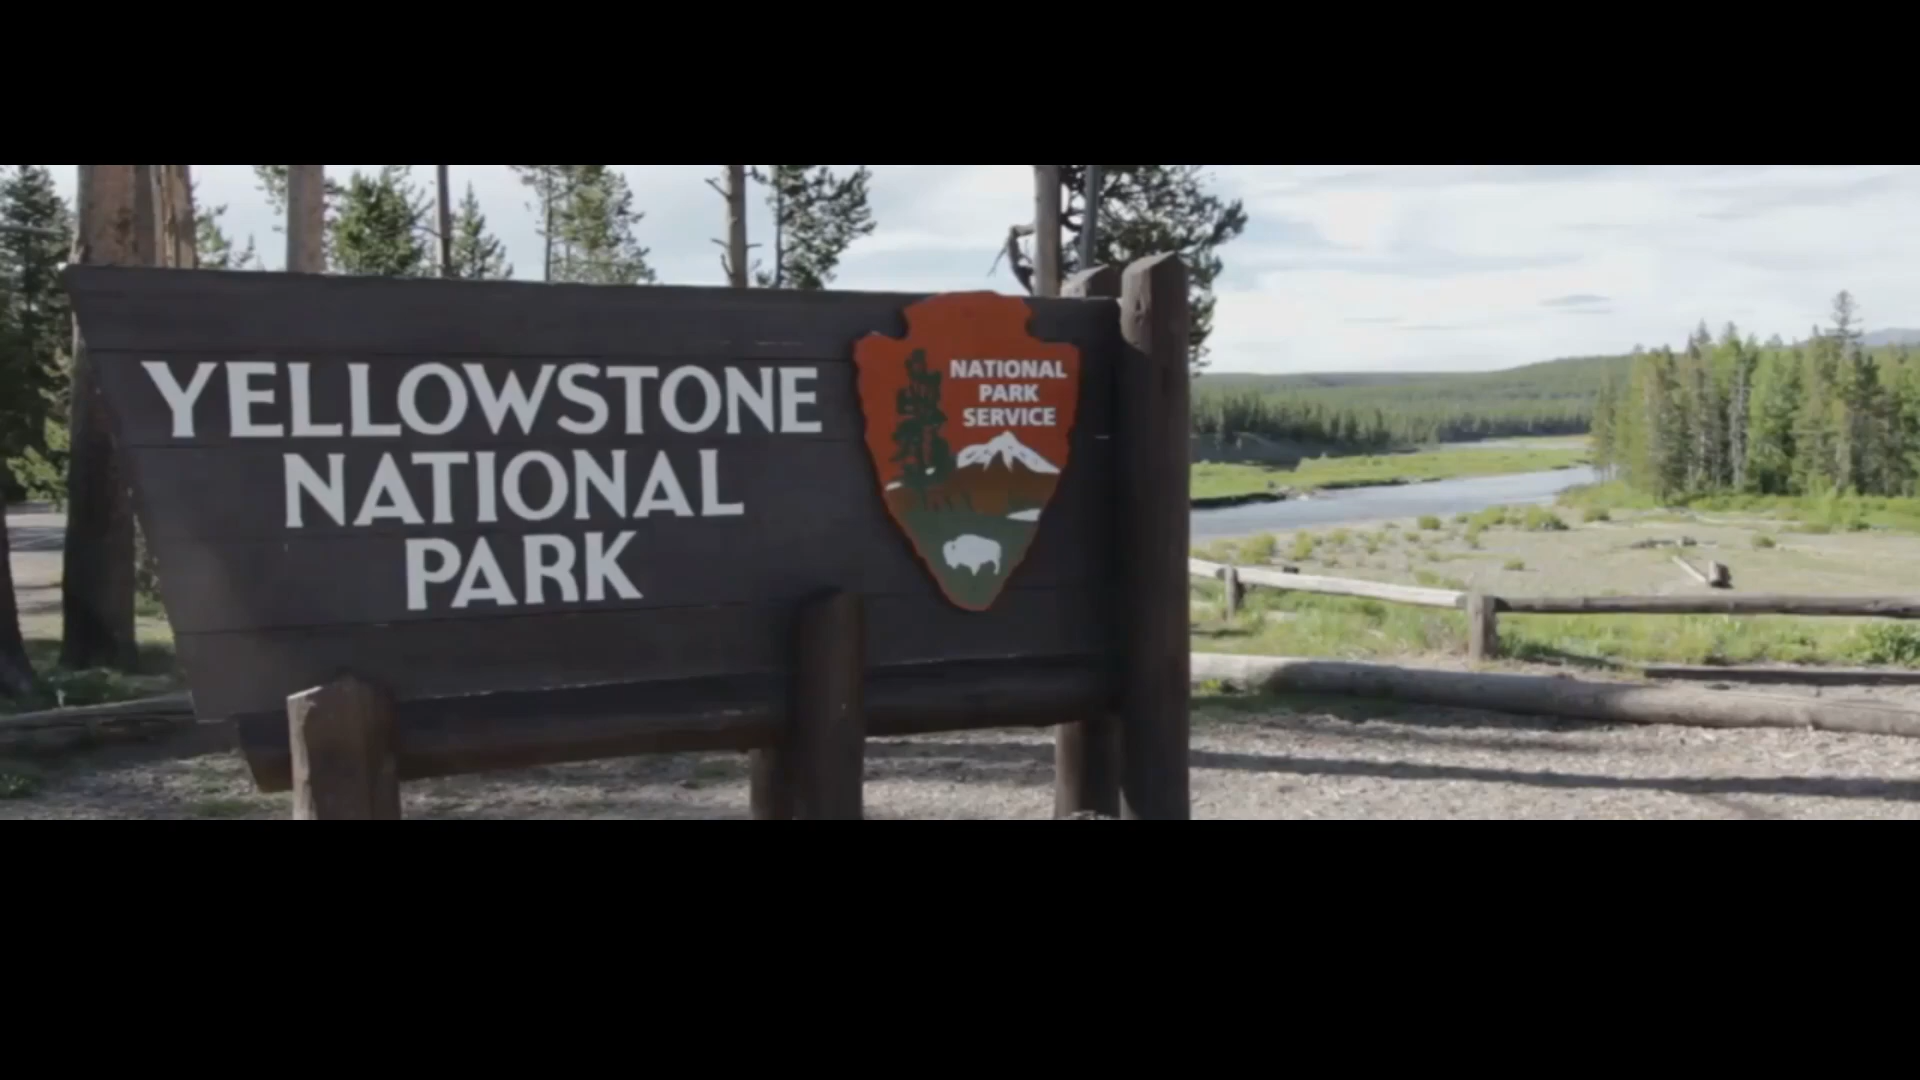 YELLOWSTONE
NATIONAL
PARK
NATIONAL
PARK
SERVICE